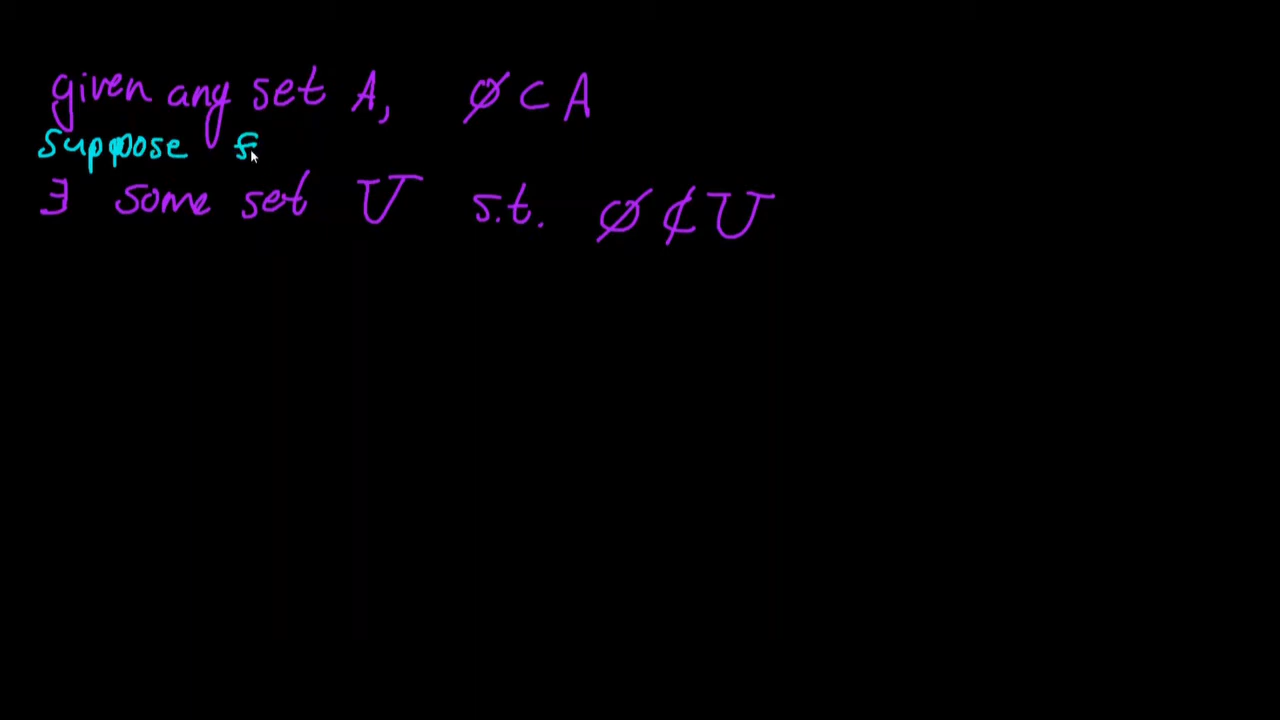 given any set A, ∅ ⊂ A
Suppose f
∃ some set U s.t. ∅ ⊄ U